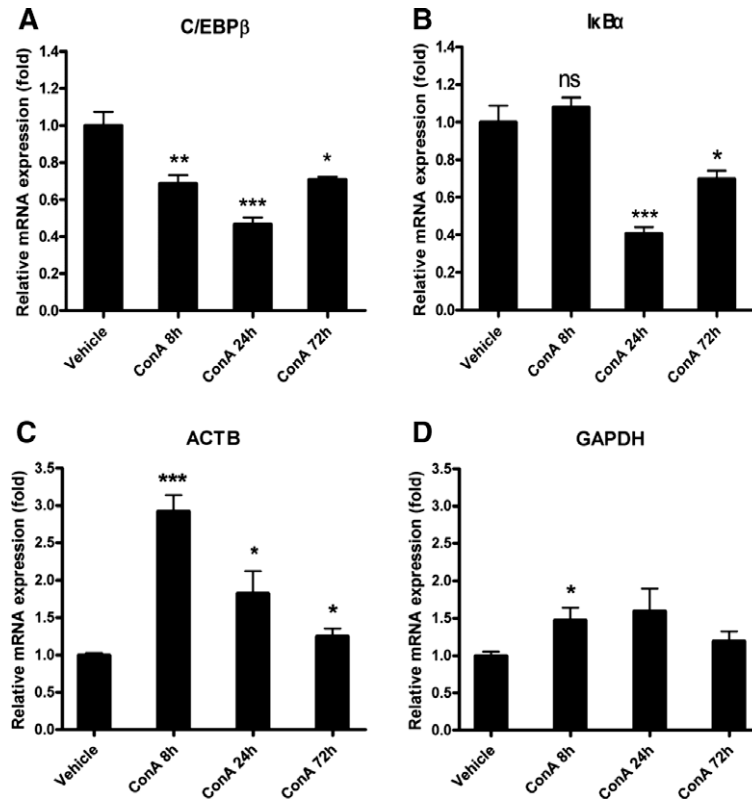 A
C/EBPβ
Relative mRNA expression (fold)
1.4
1.2
1.0
0.8
0.6
0.4
0.2
0.0
**
***
*
Vehicle
ConA 8h
ConA 24h
ConA 72h
B
IκBα
Relative mRNA expression (fold)
1.4
1.2
1.0
0.8
0.6
0.4
0.2
0.0
ns
***
*
Vehicle
ConA 8h
ConA 24h
ConA 72h
C
ACTB
Relative mRNA expression (fold)
3.5
3.0
2.5
2.0
1.5
1.0
0.5
0.0
***
*
*
Vehicle
ConA 8h
ConA 24h
ConA 72h
D
GAPDH
Relative mRNA expression (fold)
3.5
3.0
2.5
2.0
1.5
1.0
0.5
0.0
*
Vehicle
ConA 8h
ConA 24h
ConA 72h